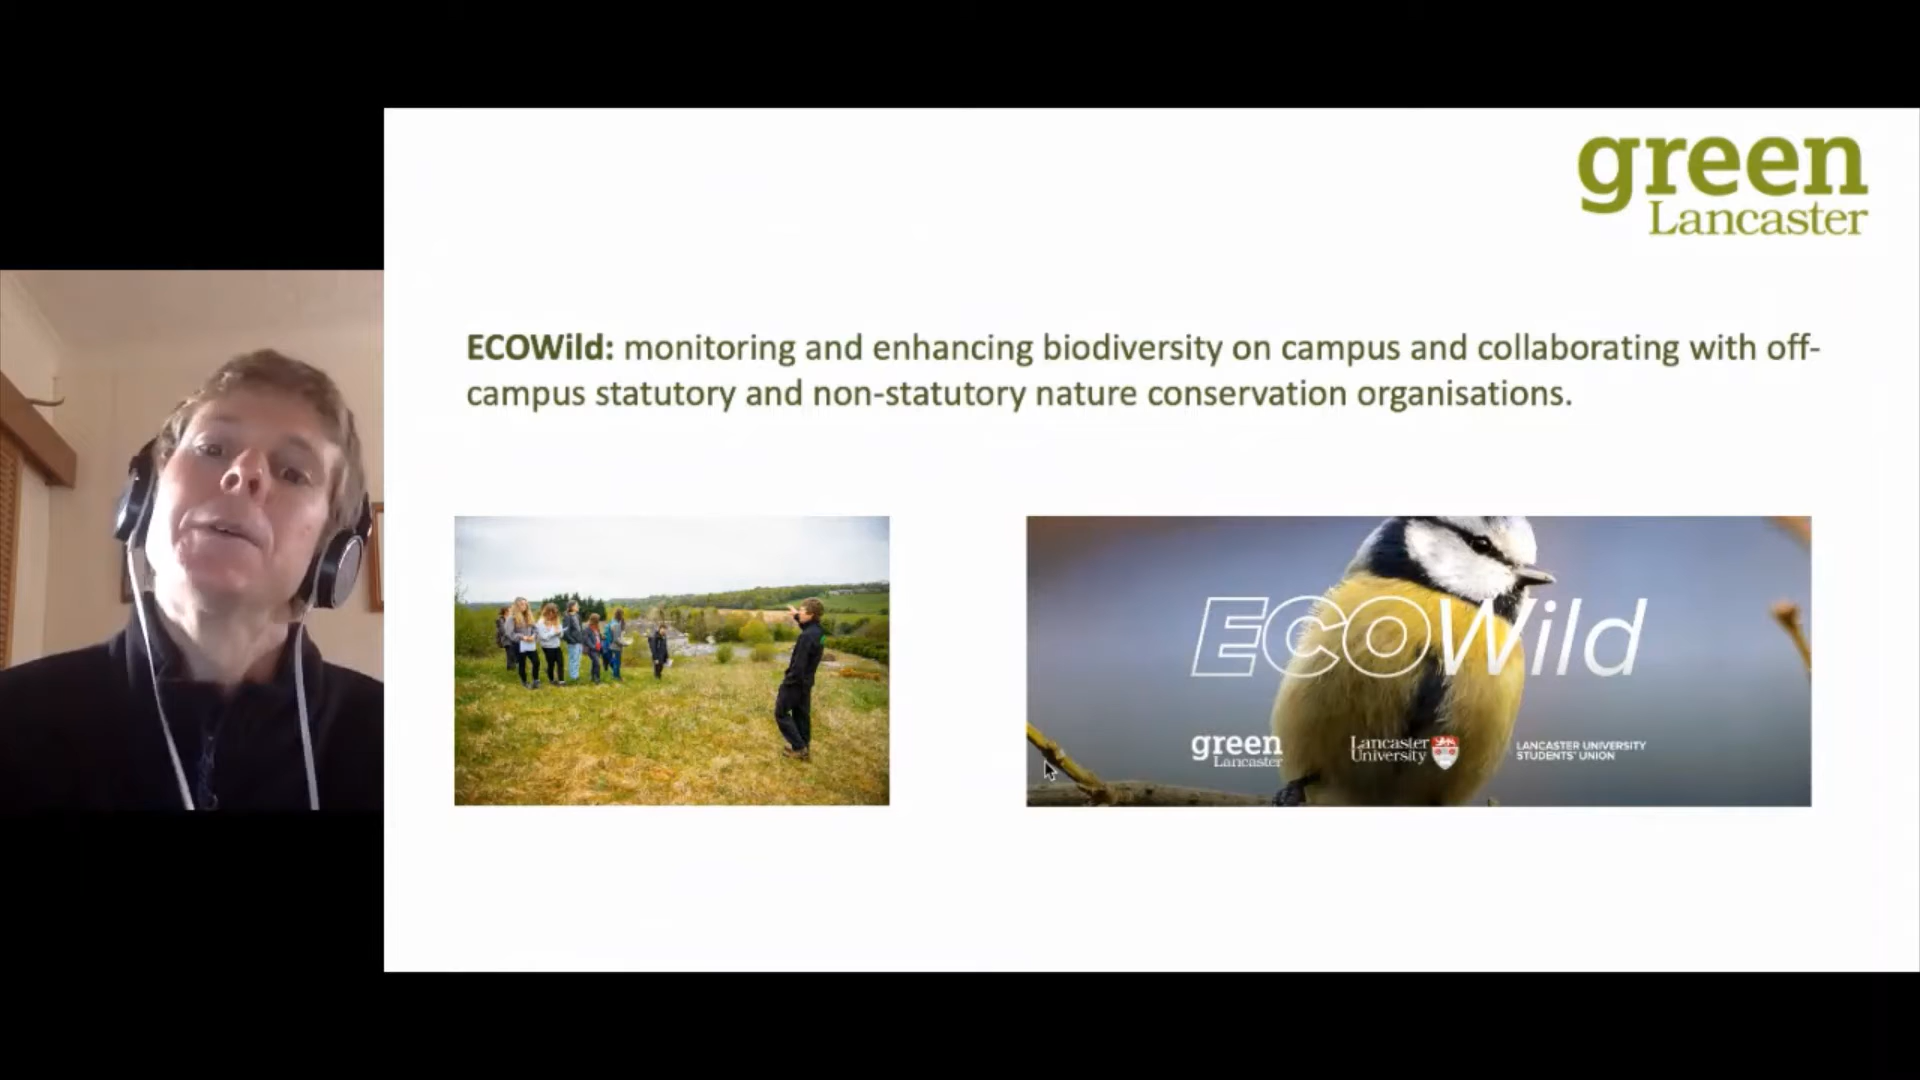 green
Lancaster
ECOWild: monitoring and enhancing biodiversity on campus and collaborating with off-
campus statutory and non-statutory nature conservation organisations.
ECOWild
green
Lancaster
Lancaster
University
LANCASTER UNIVERSITY
STUDENTS' UNION